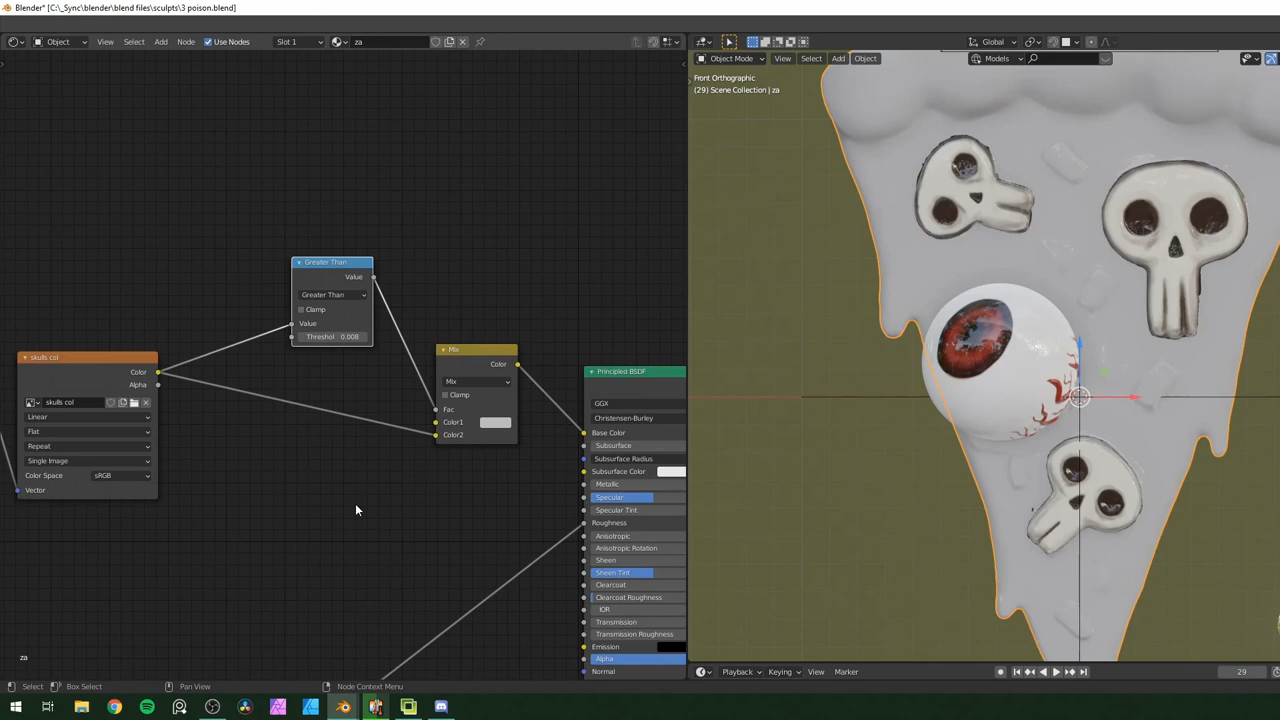 Blender* [C:\_Sync\blender\blend files\sculpts\3 poison.blend]
Object View Select Add Node Use Nodes Slot 1 za
Global
Object Mode View Select Add Object Models
Front Orthographic
(29) Scene Collection | za
Greater Than
Value
Greater Than
Clamp
Value
Threshol 0.008
skulls col
Color
Alpha
skulls col
Linear
Flat
Repeat
Single Image
Color Space sRGB
Vector
Mix
Color
Mix
Clamp
Fac
Color1
Color2
Principled BSDF
GGX
Christensen-Burley
Base Color
Subsurface
Subsurface Radius
Subsurface Color
Metallic
Specular
Specular Tint
Roughness
Anisotropic
Anisotropic Rotation
Sheen
Sheen Tint
Clearcoat
Clearcoat Roughness
IOR
Transmission
Transmission Roughness
Emission
Alpha
Normal
za
Playback Keying View Marker 29
Select Box Select Pan View Node Context Menu